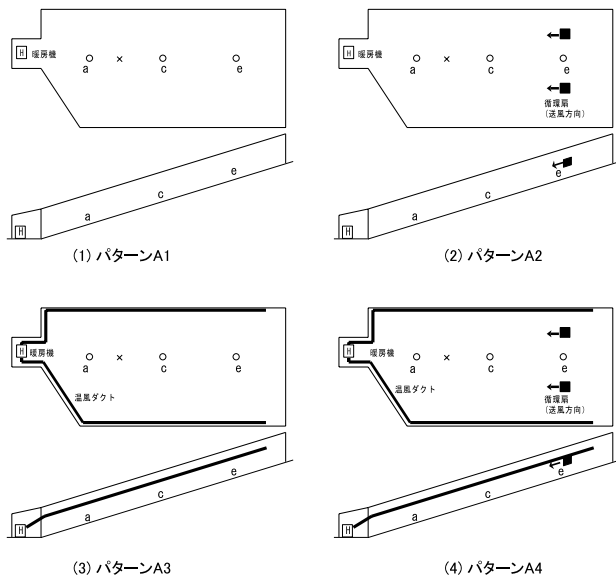 H 暖房機
a × c e
a c e
H
(1) パターンA1
H 暖房機
a × c e
循環扇
(送風方向)
e
c
a
H
(2) パターンA2
H 暖房機
a × c e
温風ダクト
e
c
a
H
(3) パターンA3
H 暖房機
a × c e
温風ダクト
循環扇
(送風方向)
e
c
a
H
(4) パターンA4